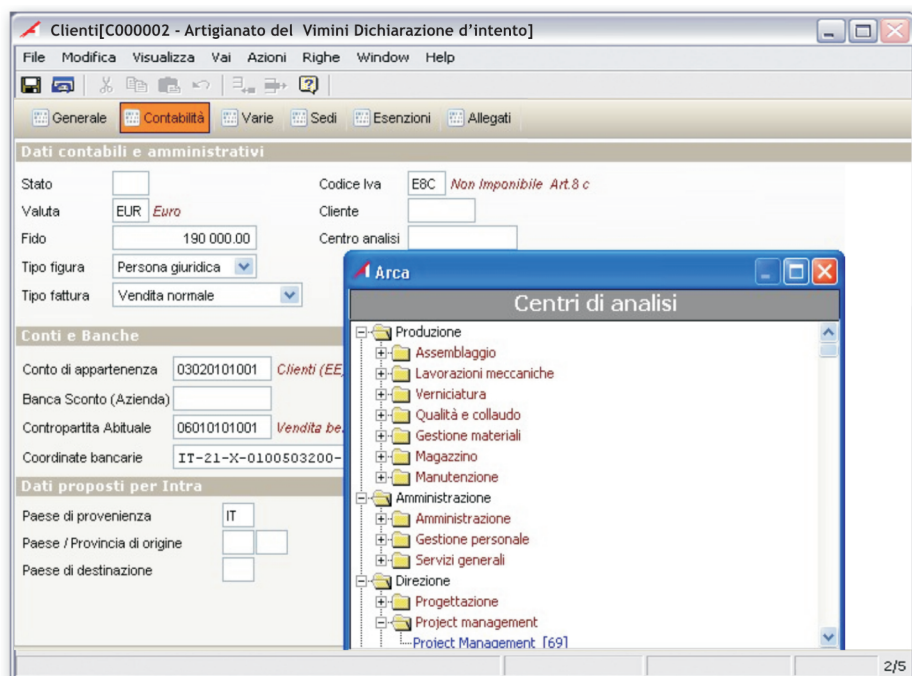 Clienti[C000002 - Artigianato del Vimini Dichiarazione d'intento]
File Modifica Visualizza Vai Azioni Righe Window Help
Generale Contabilità Varie Sedi Esenzioni Allegati
Dati contabili e amministrativi
Stato Codice Iva E8C Non Imponibile Art.8 c
Valuta EUR Euro Cliente
Fido 190 000.00 Centro analisi
Tipo figura Persona giuridica
Tipo fattura Vendita normale
Conti e Banche
Conto di appartenenza 03020101001 Clienti (EE)
Banca Sconto (Azienda)
Contropartita Abituale 06010101001 Vendita be
Coordinate bancarie IT-21-X-0100503200-
Dati proposti per Intra
Paese di provenienza IT
Paese / Provincia di origine
Paese di destinazione
Arca
Centri di analisi
Produzione
Assemblaggio
Lavorazioni meccaniche
Verniciatura
Qualità e collaudo
Gestione materiali
Magazzino
Manutenzione
Amministrazione
Amministrazione
Gestione personale
Servizi generali
Direzione
Progettazione
Project management
Project Management [69]
2/5